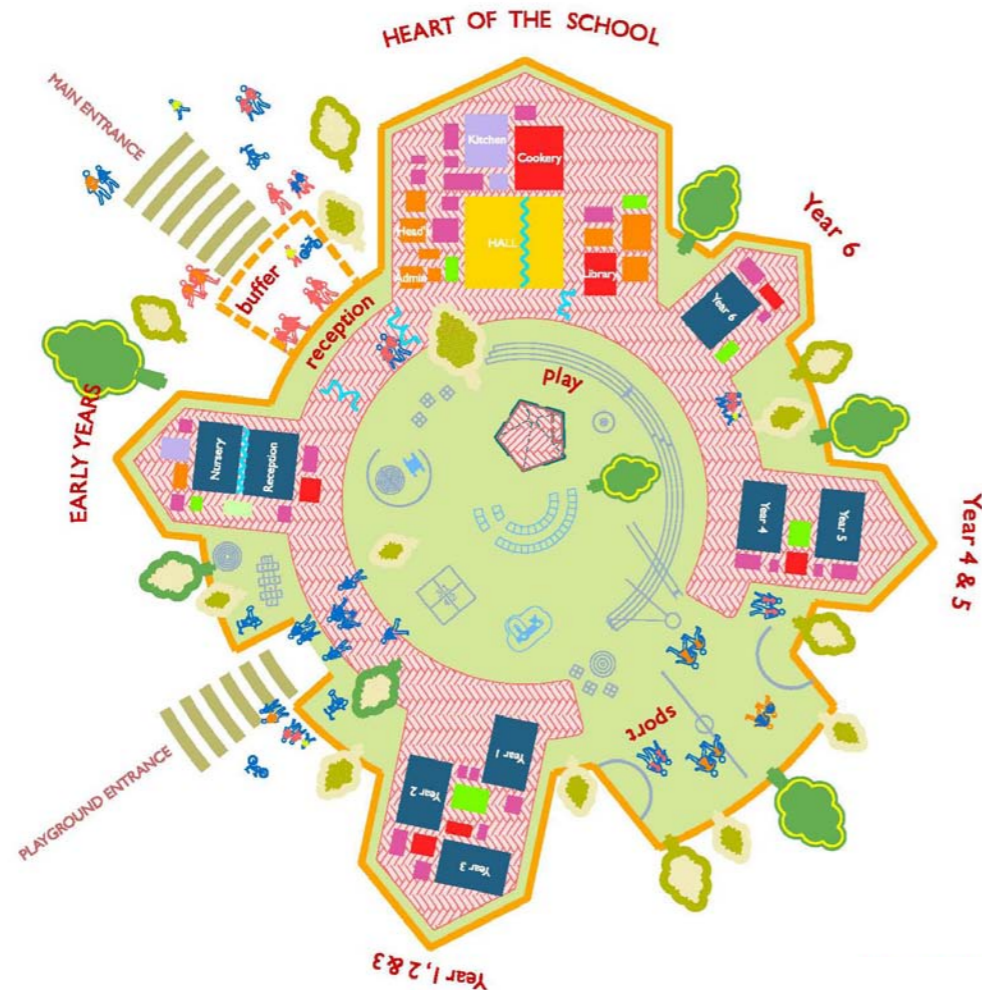 HEART OF THE SCHOOL
MAIN ENTRANCE
Kitchen
Cookery
Head's
HALL
Admin
Library
Year 6
Year 6
buffer
reception
play
EARLY YEARS
Nursery
Reception
Year 4
Year 5
Year 4 & 5
PLAYGROUND ENTRANCE
sport
Year 1
Year 2
Year 3
Year 1, 2 & 3